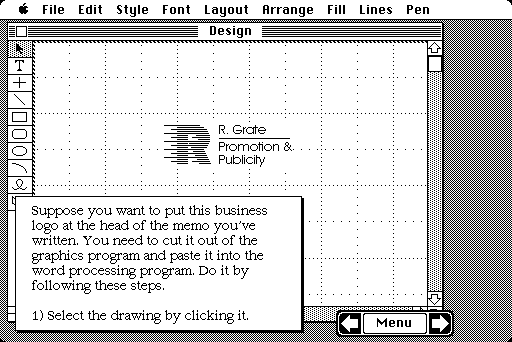 File Edit Style Font Layout Arrange Fill Lines Pen
Design
T
R. Grate
R
Promotion &
Publicity
Suppose you want to put this business
logo at the head of the memo you've
written. You need to cut it out of the
graphics program and paste it into the
word processing program. Do it by
following these steps.
1) Select the drawing by clicking it.
Menu